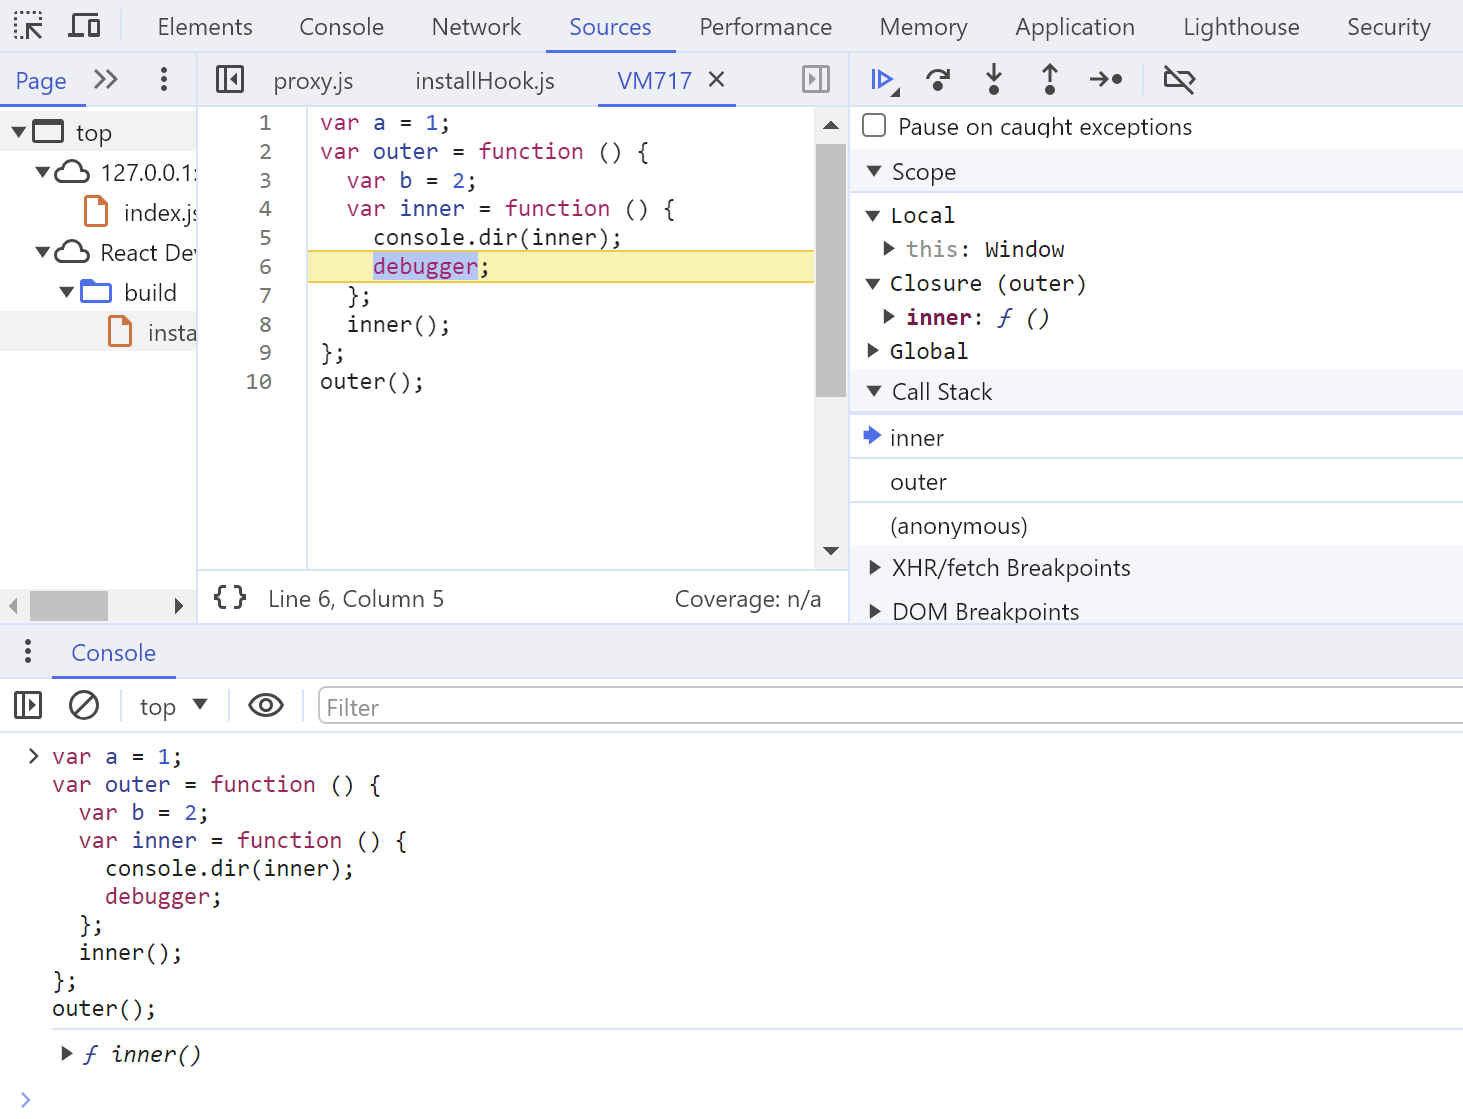 Elements Console Network Sources Performance Memory Application Lighthouse Security
Page
proxy.js installHook.js VM717
top
127.0.0.1:
index.js
React Dev
build
insta
1 var a = 1;
2 var outer = function () {
3 var b = 2;
4 var inner = function () {
5 console.dir(inner);
6 debugger;
7 };
8 inner();
9 };
10 outer();
{} Line 6, Column 5 Coverage: n/a
Pause on caught exceptions
Scope
Local
this: Window
Closure (outer)
inner: ƒ ()
Global
Call Stack
inner
outer
(anonymous)
XHR/fetch Breakpoints
DOM Breakpoints
Console
top Filter
> var a = 1;
var outer = function () {
var b = 2;
var inner = function () {
console.dir(inner);
debugger;
};
inner();
};
outer();
ƒ inner()
>